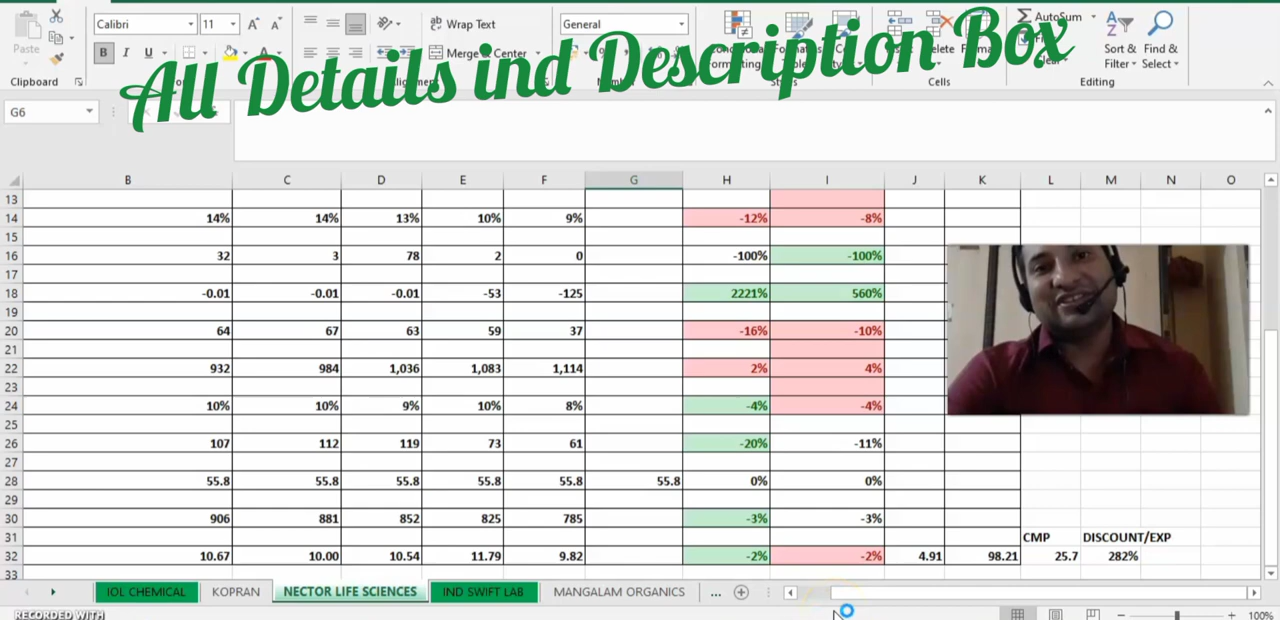 Calibri 11 A A Wrap Text General AutoSum
Paste B I U Merge & Center Sort & Find &
Filter Select
Clipboard Cells Editing
All Details ind Description Box
G6
B C D E F G H I J K L M N O
13
14 14% 14% 13% 10% 9% -12% -8%
15
16 32 3 78 2 0 -100% -100%
17
18 -0.01 -0.01 -0.01 -53 -125 2221% 560%
19
20 64 67 63 59 37 -16% -10%
21
22 932 984 1,036 1,083 1,114 2% 4%
23
24 10% 10% 9% 10% 8% -4% -4%
25
26 107 112 119 73 61 -20% -11%
27
28 55.8 55.8 55.8 55.8 55.8 55.8 0% 0%
29
30 906 881 852 825 785 -3% -3%
31 CMP DISCOUNT/EXP
32 10.67 10.00 10.54 11.79 9.82 -2% -2% 4.91 98.21 25.7 282%
33
IOL CHEMICAL KOPRAN NECTOR LIFE SCIENCES IND SWIFT LAB MANGALAM ORGANICS ...
RECORDED WITH 100%